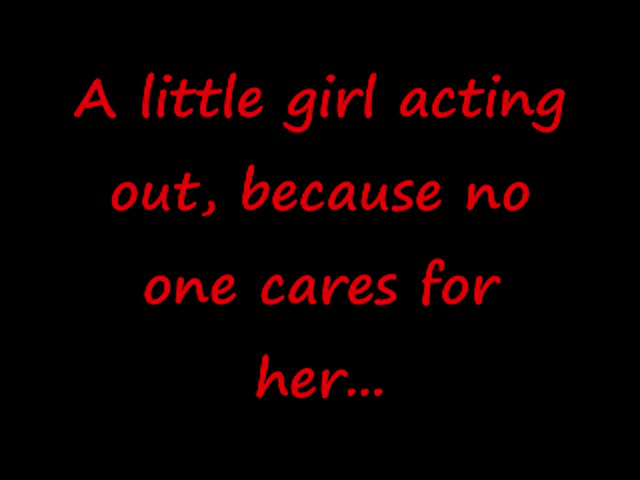 A little girl acting
out, because no
one cares for
her...